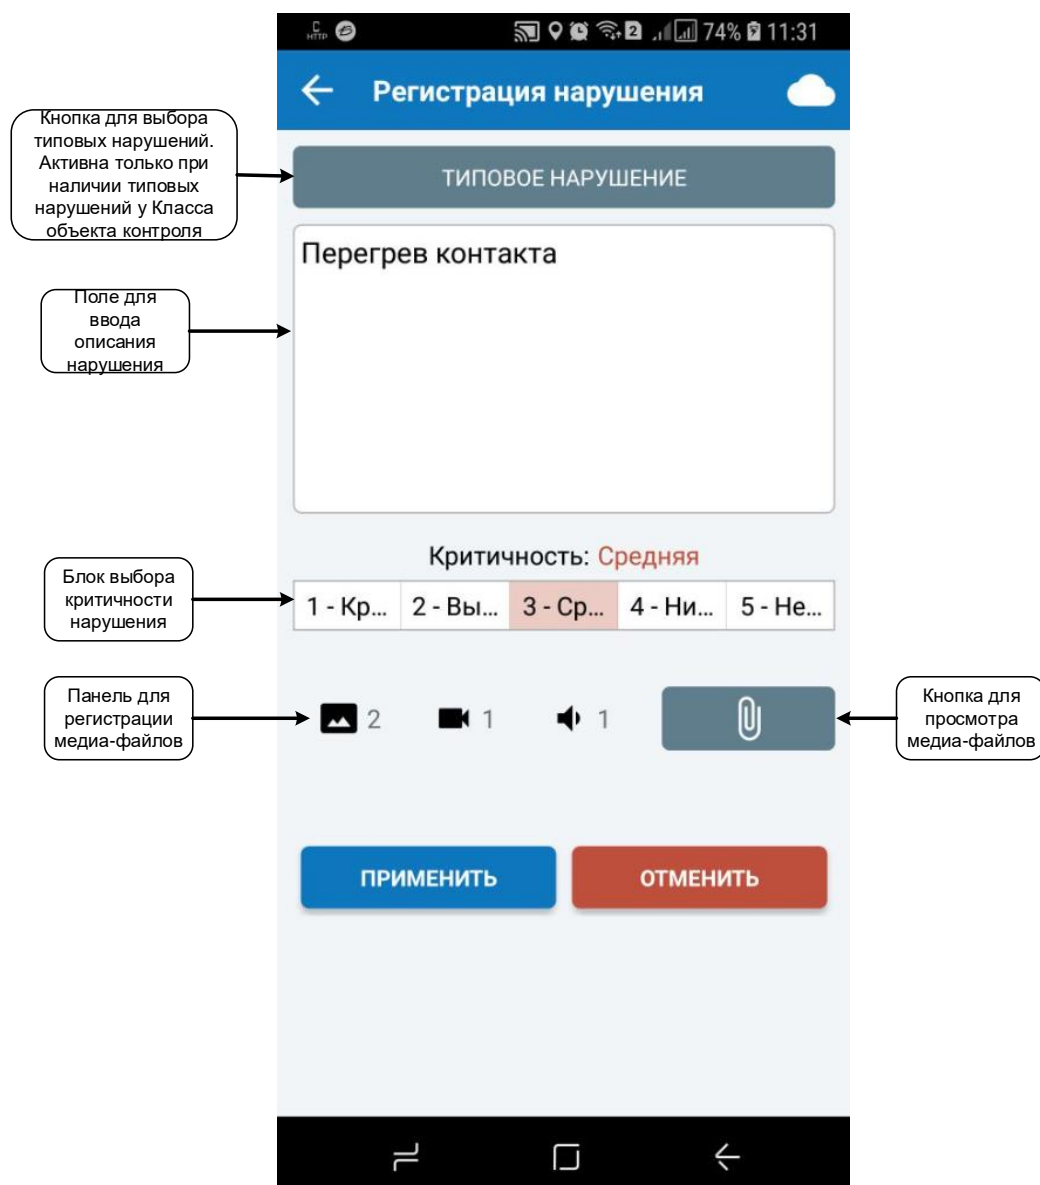 C
HTTP
2
74%
11:31
Регистрация нарушения
Кнопка для выбора
типовых нарушений.
Активна только при
наличии типовых
нарушений у Класса
объекта контроля
ТИПОВОЕ НАРУШЕНИЕ
Перегрев контакта
Поле для
ввода
описания
нарушения
Критичность: Средняя
Блок выбора
критичности
нарушения
1 - Кр...
2 - Вы...
3 - Ср...
4 - Ни...
5 - Не...
Панель для
регистрации
медиа-файлов
2
1
1
Кнопка для
просмотра
медиа-файлов
ПРИМЕНИТЬ
ОТМЕНИТЬ